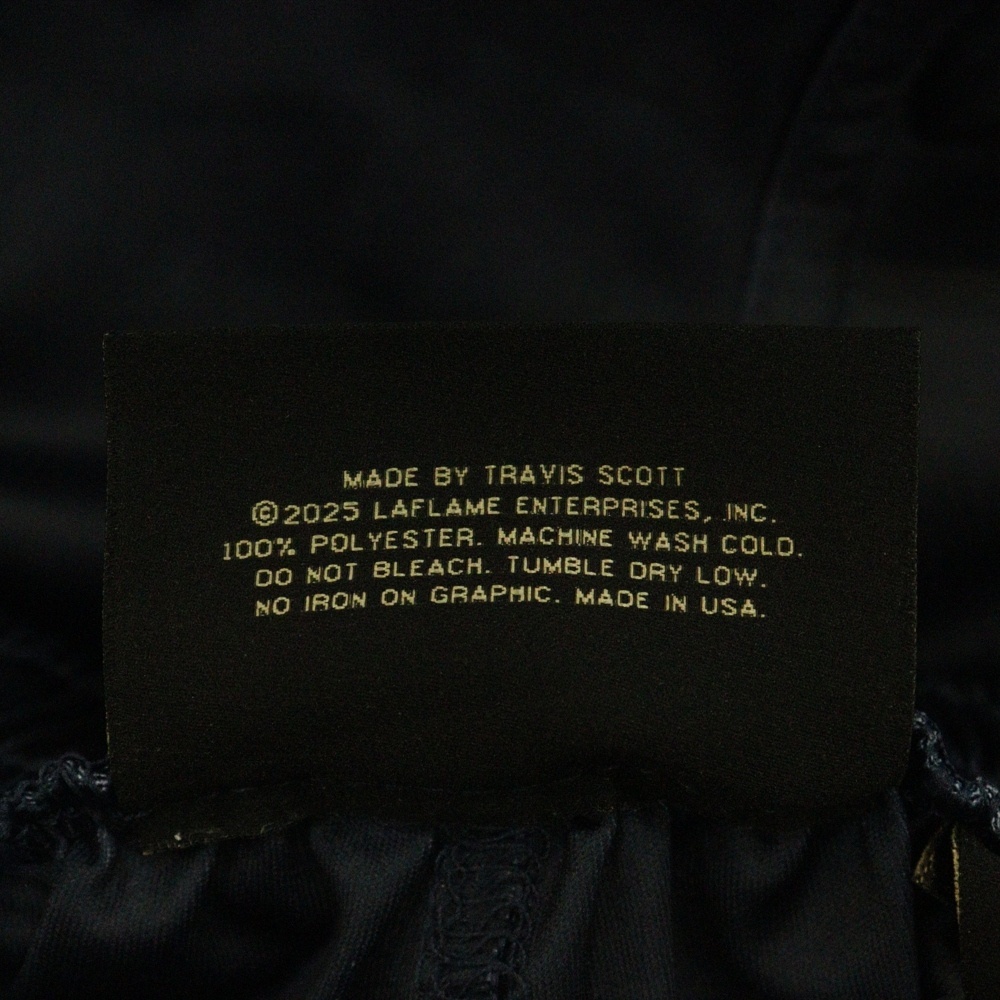 MADE BY TRAVIS SCOTT
©2025 LAFLAME ENTERPRISES, INC.
100% POLYESTER. MACHINE WASH COLD.
DO NOT BLEACH. TUMBLE DRY LOW.
NO IRON ON GRAPHIC. MADE IN USA.